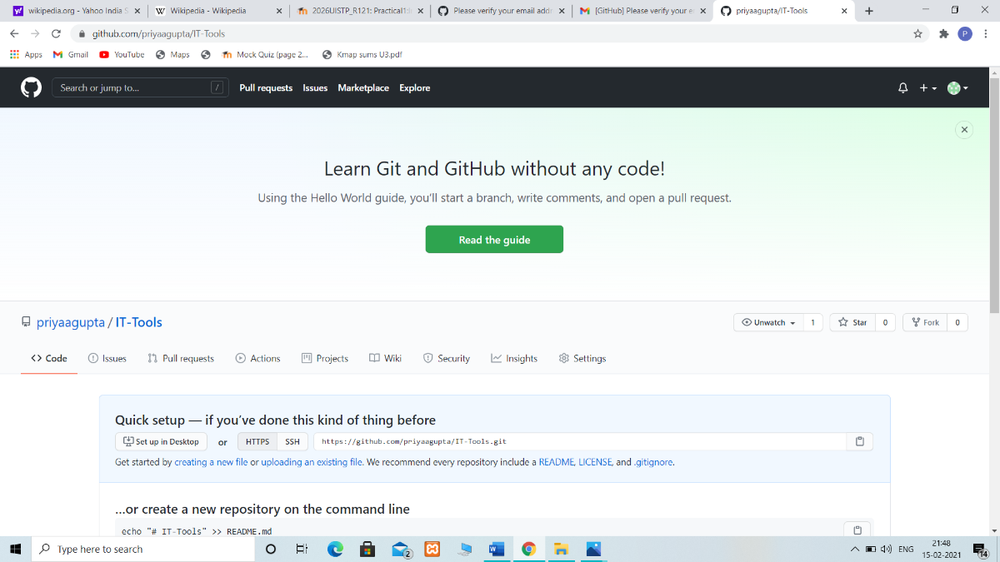 wikipedia.org - Yahoo India S
Wikipedia - Wikipedia
2026UISTP_R121: Practical1:
Please verify your email addr
[GitHub] Please verify your e
priyaagupta/IT-Tools
github.com/priyaagupta/IT-Tools
P
Apps
Gmail
YouTube
Maps
Mock Quiz (page 2...
Kmap sums U3.pdf
Search or jump to...
/
Pull requests
Issues
Marketplace
Explore
Learn Git and GitHub without any code!
Using the Hello World guide, you'll start a branch, write comments, and open a pull request.
Read the guide
priyaagupta / IT-Tools
Unwatch
1
Star
0
Fork
0
Code
Issues
Pull requests
Actions
Projects
Wiki
Security
Insights
Settings
Quick setup — if you've done this kind of thing before
Set up in Desktop
or
HTTPS
SSH
https://github.com/priyaagupta/IT-Tools.git
Get started by creating a new file or uploading an existing file. We recommend every repository include a README, LICENSE, and .gitignore.
...or create a new repository on the command line
echo "# IT-Tools" >> README.md
Type here to search
2
ENG
21:48
15-02-2021
14